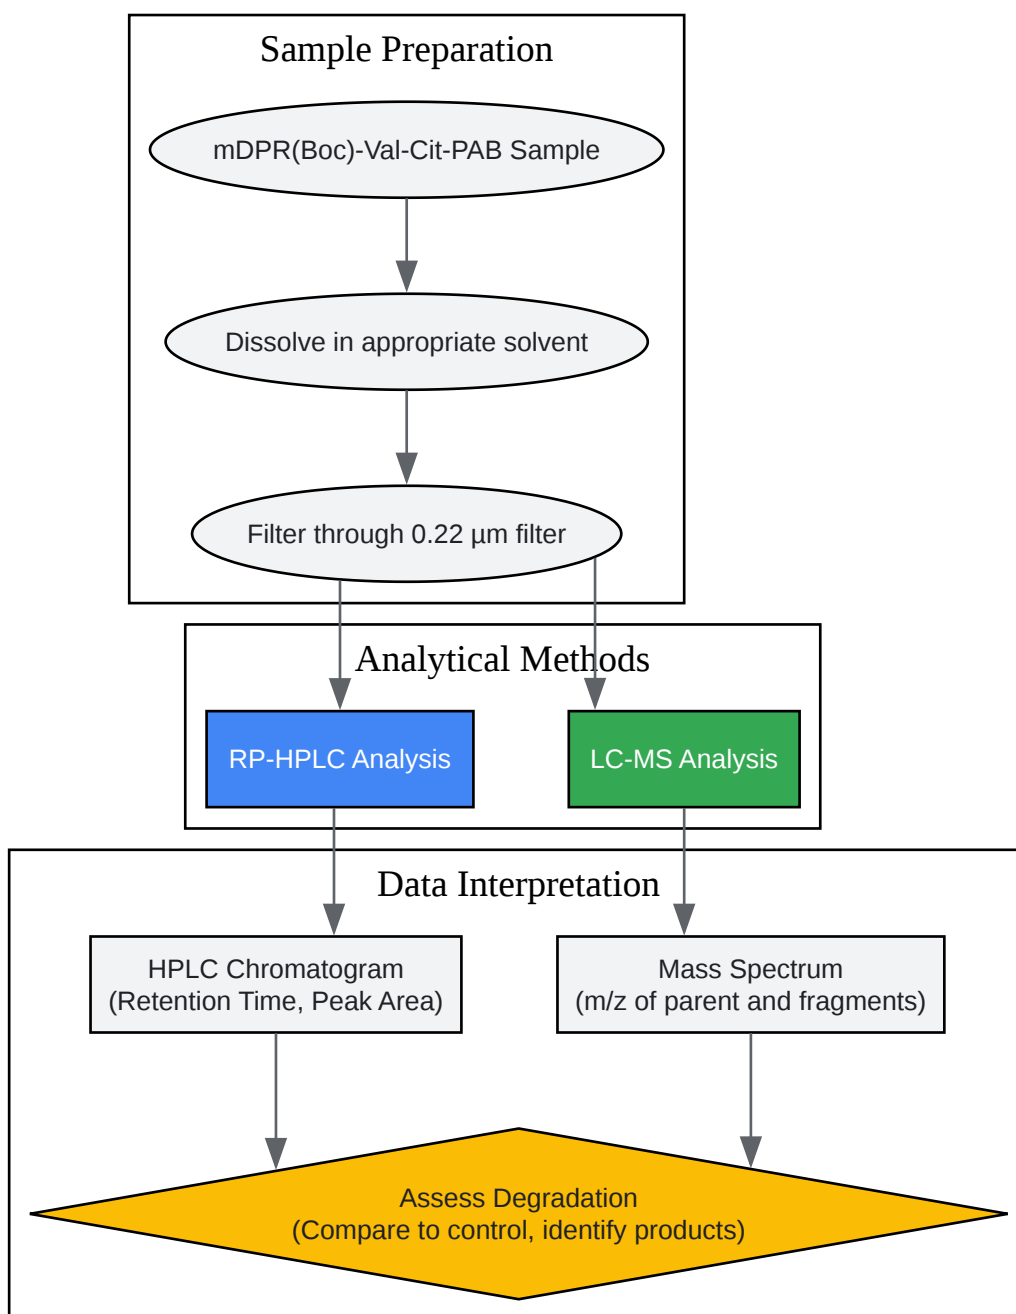 Sample Preparation
mDPR(Boc)-Val-Cit-PAB Sample
Dissolve in appropriate solvent
Filter through 0.22 µm filter
Analytical Methods
RP-HPLC Analysis
LC-MS Analysis
Data Interpretation
HPLC Chromatogram
(Retention Time, Peak Area)
Mass Spectrum
(m/z of parent and fragments)
Assess Degradation
(Compare to control, identify products)